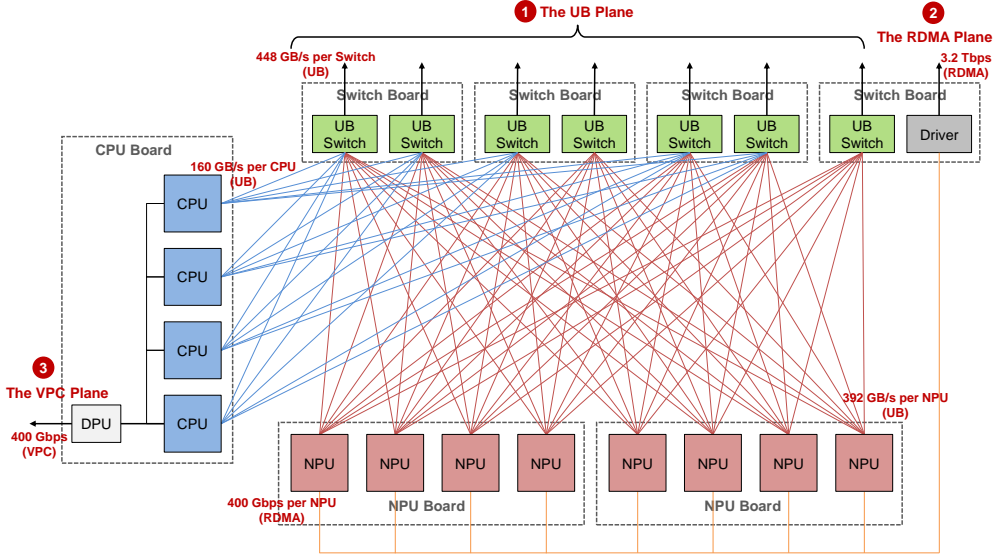 1
The UB Plane
2
The RDMA Plane
448 GB/s per Switch
(UB)
3.2 Tbps
(RDMA)
Switch Board
Switch Board
Switch Board
Switch Board
UB
Switch
UB
Switch
UB
Switch
UB
Switch
UB
Switch
UB
Switch
UB
Switch
Driver
CPU Board
160 GB/s per CPU
(UB)
CPU
CPU
CPU
CPU
3
The VPC Plane
DPU
400 Gbps
(VPC)
392 GB/s per NPU
(UB)
NPU
NPU
NPU
NPU
NPU
NPU
NPU
NPU
400 Gbps per NPU
(RDMA)
NPU Board
NPU Board